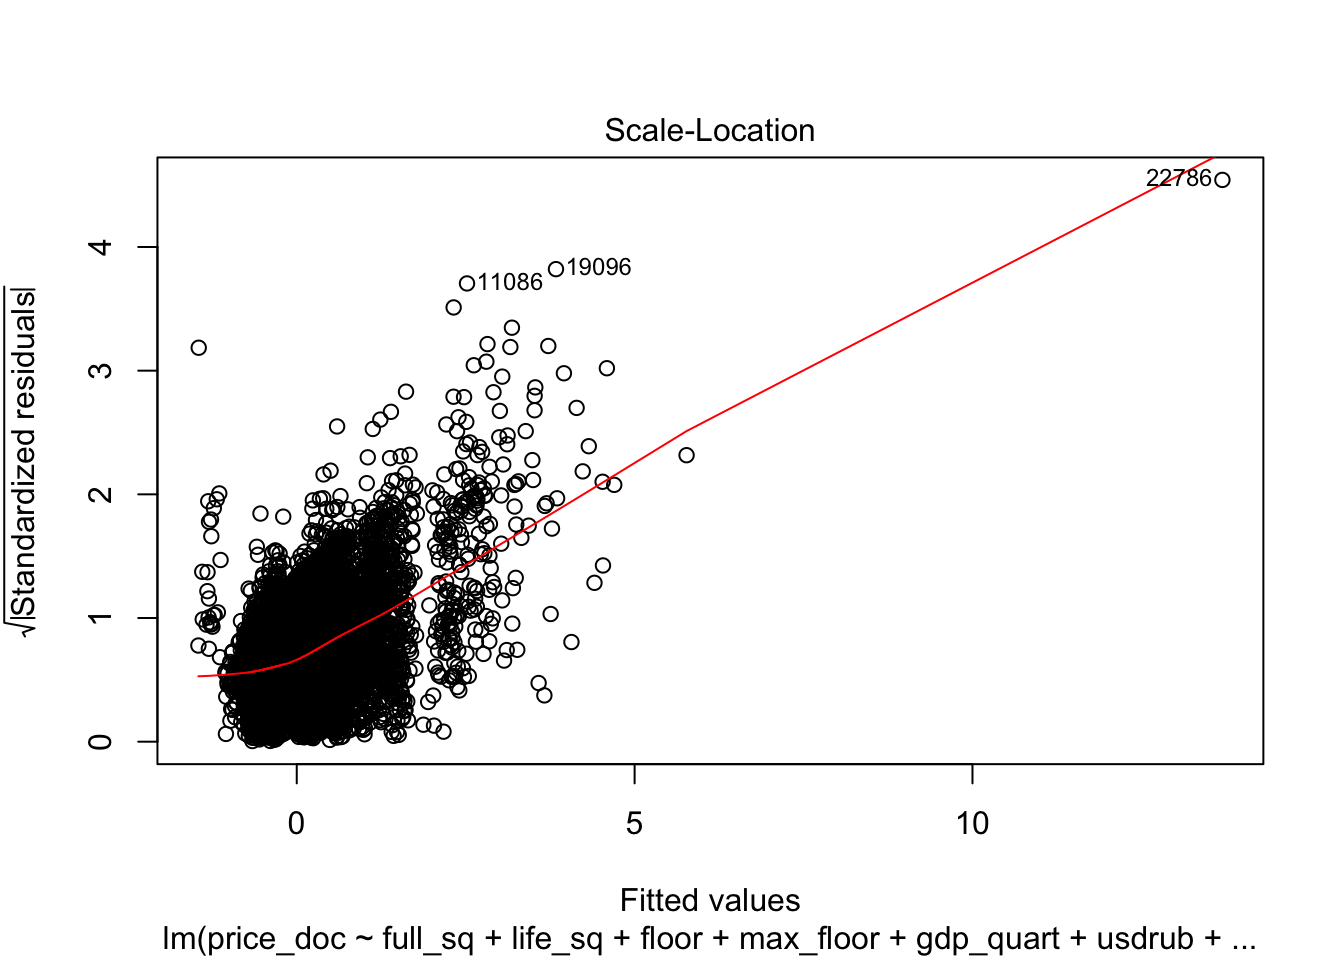 Scale-Location
22786
19096
11086
√|Standardized residuals|
4
3
2
1
0
0 5 10
Fitted values
lm(price_doc ~ full_sq + life_sq + floor + max_floor + gdp_quart + usdrub + ...